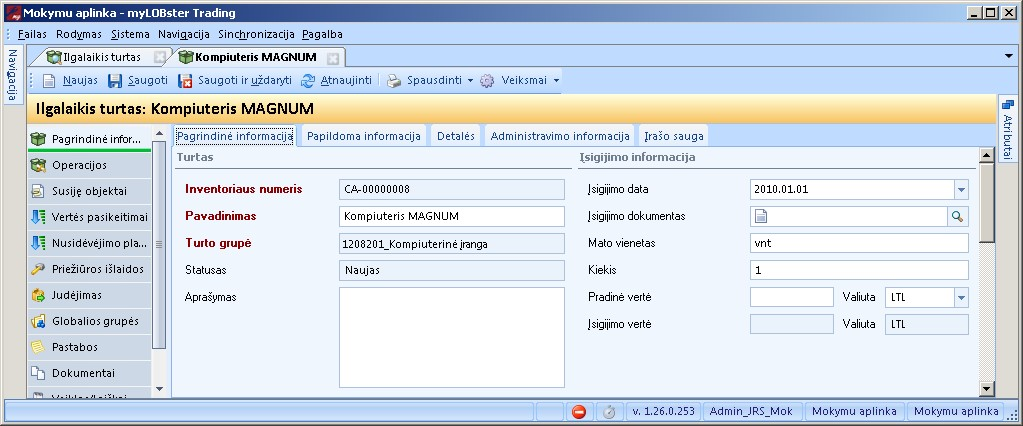 Mokymu aplinka - myLOBster Trading
Failas Rodymas Sistema Navigacija Sinchronizacija Pagalba
Navigacija
Ilgalaikis turtas Kompiuteris MAGNUM
Naujas Saugoti Saugoti ir uždaryti Atnaujinti Spausdinti Veiksmai
Ilgalaikis turtas: Kompiuteris MAGNUM
Atributai
Pagrindinė infor...
Operacijos
Susiję objektai
Vertės pasikeitimai
Nusidėvėjimo pla...
Priežiūros išlaidos
Judėjimas
Globalios grupės
Pastabos
Dokumentai
Pagrindinė informacija Papildoma informacija Detalės Administravimo informacija Įrašo sauga
Turtas
Inventoriaus numeris CA-00000008
Pavadinimas Kompiuteris MAGNUM
Turto grupė 1208201_Kompiuterinė įranga
Statusas Naujas
Aprašymas
Įsigijimo informacija
Įsigijimo data 2010.01.01
Įsigijimo dokumentas
Mato vienetas vnt
Kiekis 1
Pradinė vertė Valiuta LTL
Įsigijimo vertė Valiuta LTL
v. 1.26.0.253 Admin_JRS_Mok Mokymu aplinka Mokymu aplinka